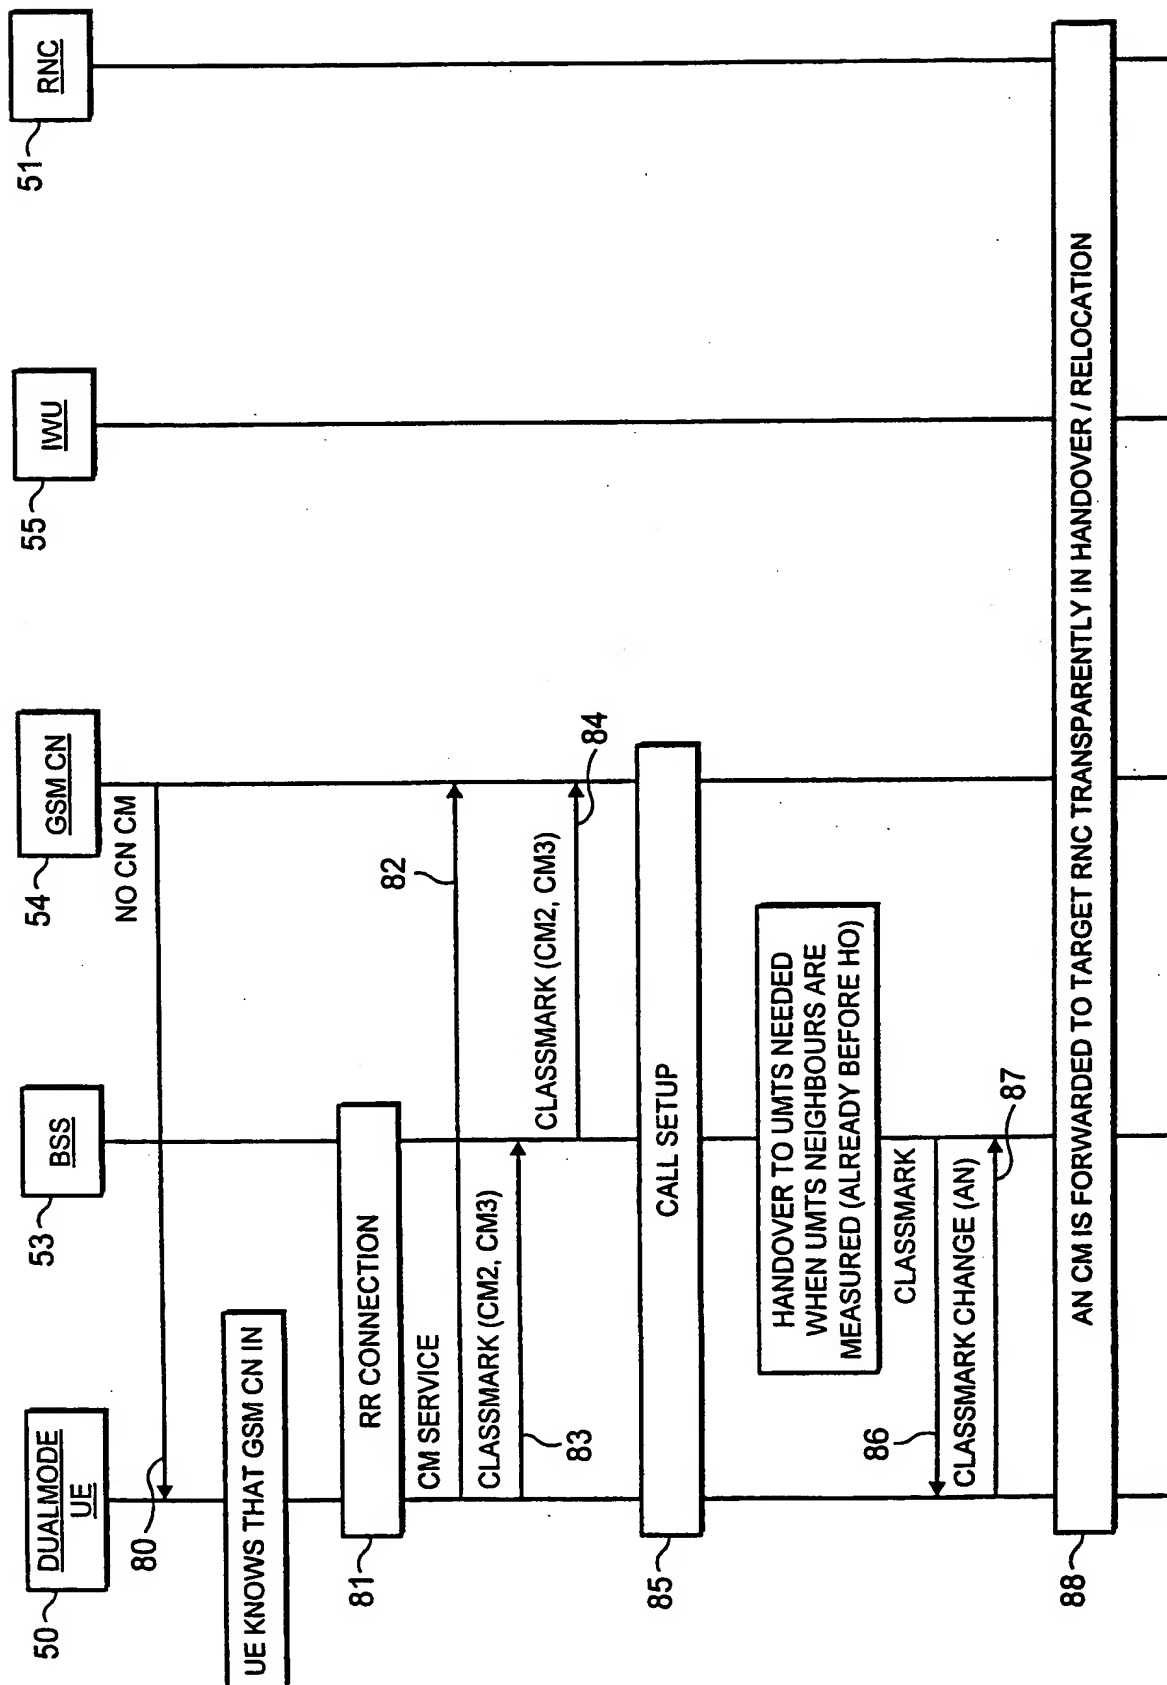 DUALMODE
UE
50
BSS
53
GSM CN
54
IWU
55
RNC
51
NO CN CM
80
UE KNOWS THAT GSM CN IN
RR CONNECTION
81
CM SERVICE
82
CLASSMARK (CM2, CM3)
83
CLASSMARK (CM2, CM3)
84
CALL SETUP
85
HANDOVER TO UMTS NEEDED
WHEN UMTS NEIGHBOURS ARE
MEASURED (ALREADY BEFORE HO)
CLASSMARK
86
CLASSMARK CHANGE (AN)
87
AN CM IS FORWARDED TO TARGET RNC TRANSPARENTLY IN HANDOVER / RELOCATION
88